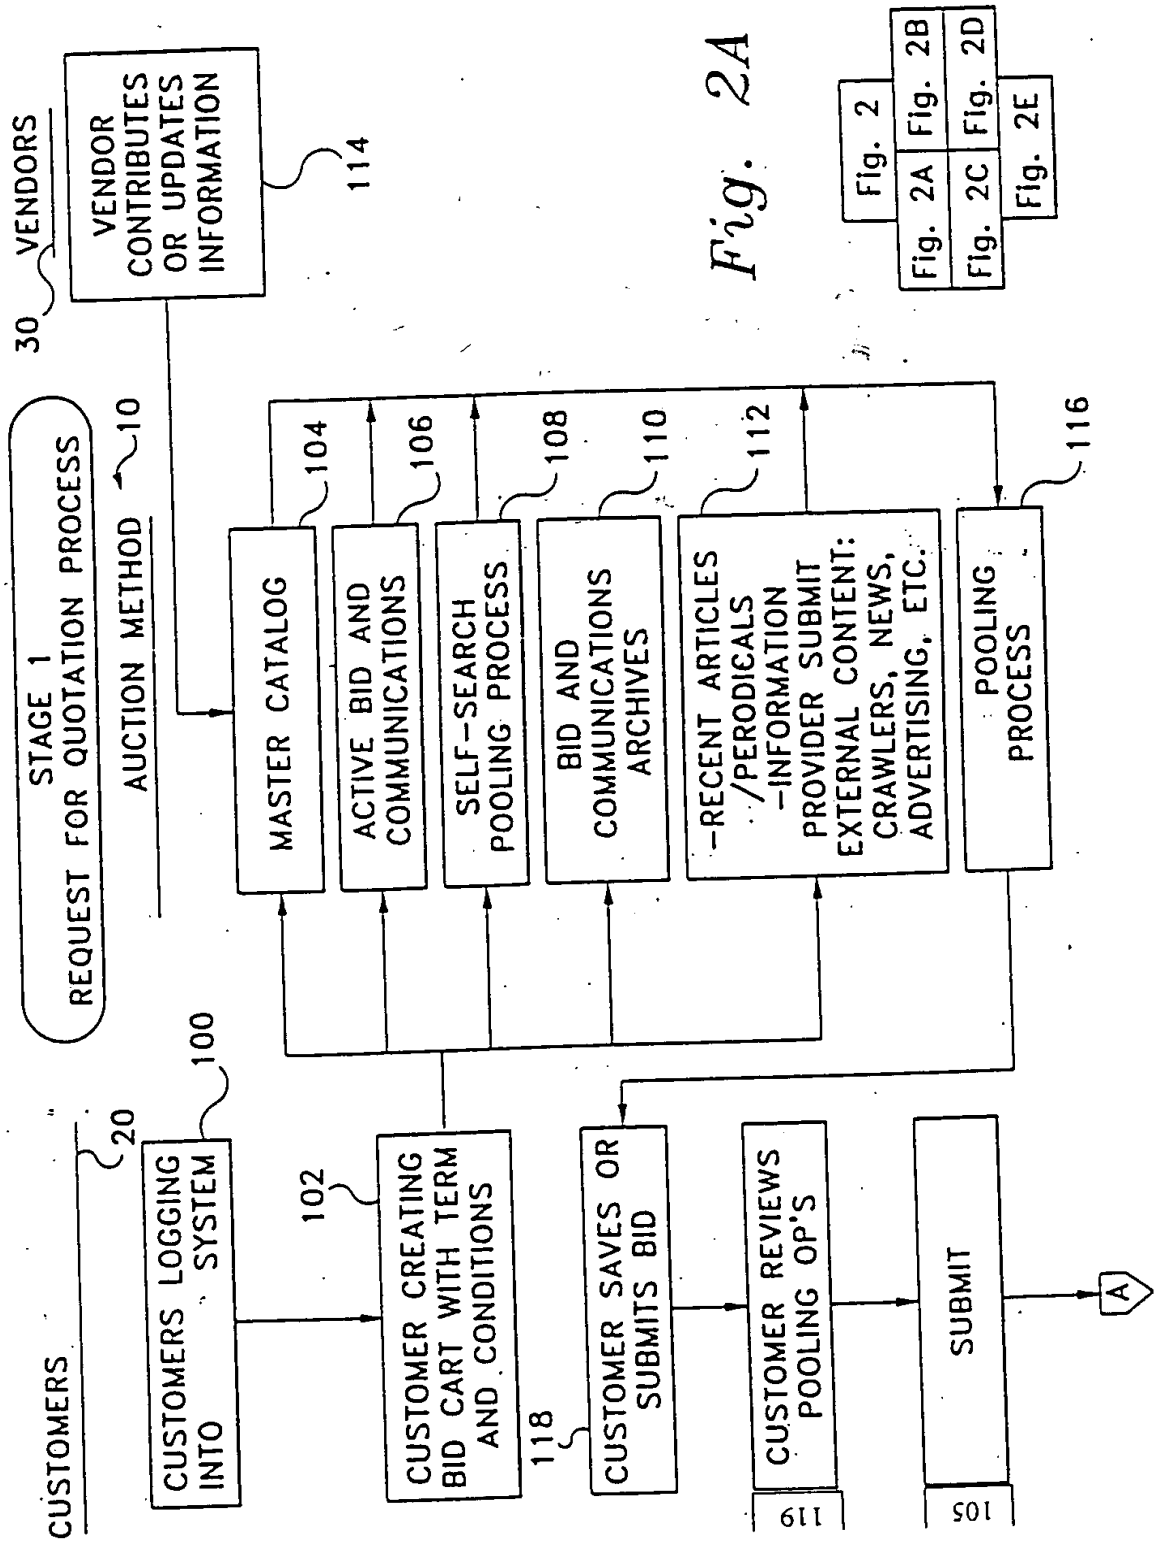 STAGE 1
REQUEST FOR QUOTATION PROCESS
CUSTOMERS
20
AUCTION METHOD
10
30
VENDORS
CUSTOMERS LOGGING
INTO SYSTEM
100
CUSTOMER CREATING
BID CART WITH TERM
AND CONDITIONS
102
CUSTOMER SAVES OR
SUBMITS BID
118
CUSTOMER REVIEWS
POOLING OP'S
119
SUBMIT
105
A
MASTER CATALOG
104
ACTIVE BID AND
COMMUNICATIONS
106
SELF-SEARCH
POOLING PROCESS
108
BID AND
COMMUNICATIONS
ARCHIVES
110
-RECENT ARTICLES
/PERODICALS
-INFORMATION
PROVIDER SUBMIT
EXTERNAL CONTENT:
CRAWLERS, NEWS,
ADVERTISING, ETC.
112
POOLING
PROCESS
116
VENDOR
CONTRIBUTES
OR UPDATES
INFORMATION
114
Fig. 2A
Fig. 2
Fig. 2A
Fig. 2B
Fig. 2C
Fig. 2D
Fig. 2E